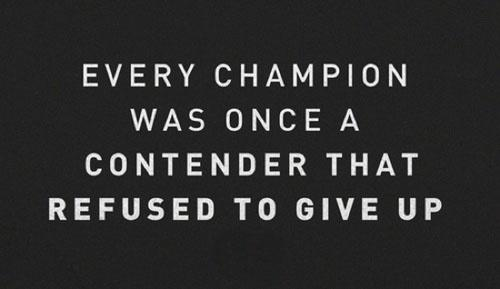 EVERY CHAMPION
WAS ONCE A
CONTENDER THAT
REFUSED TO GIVE UP